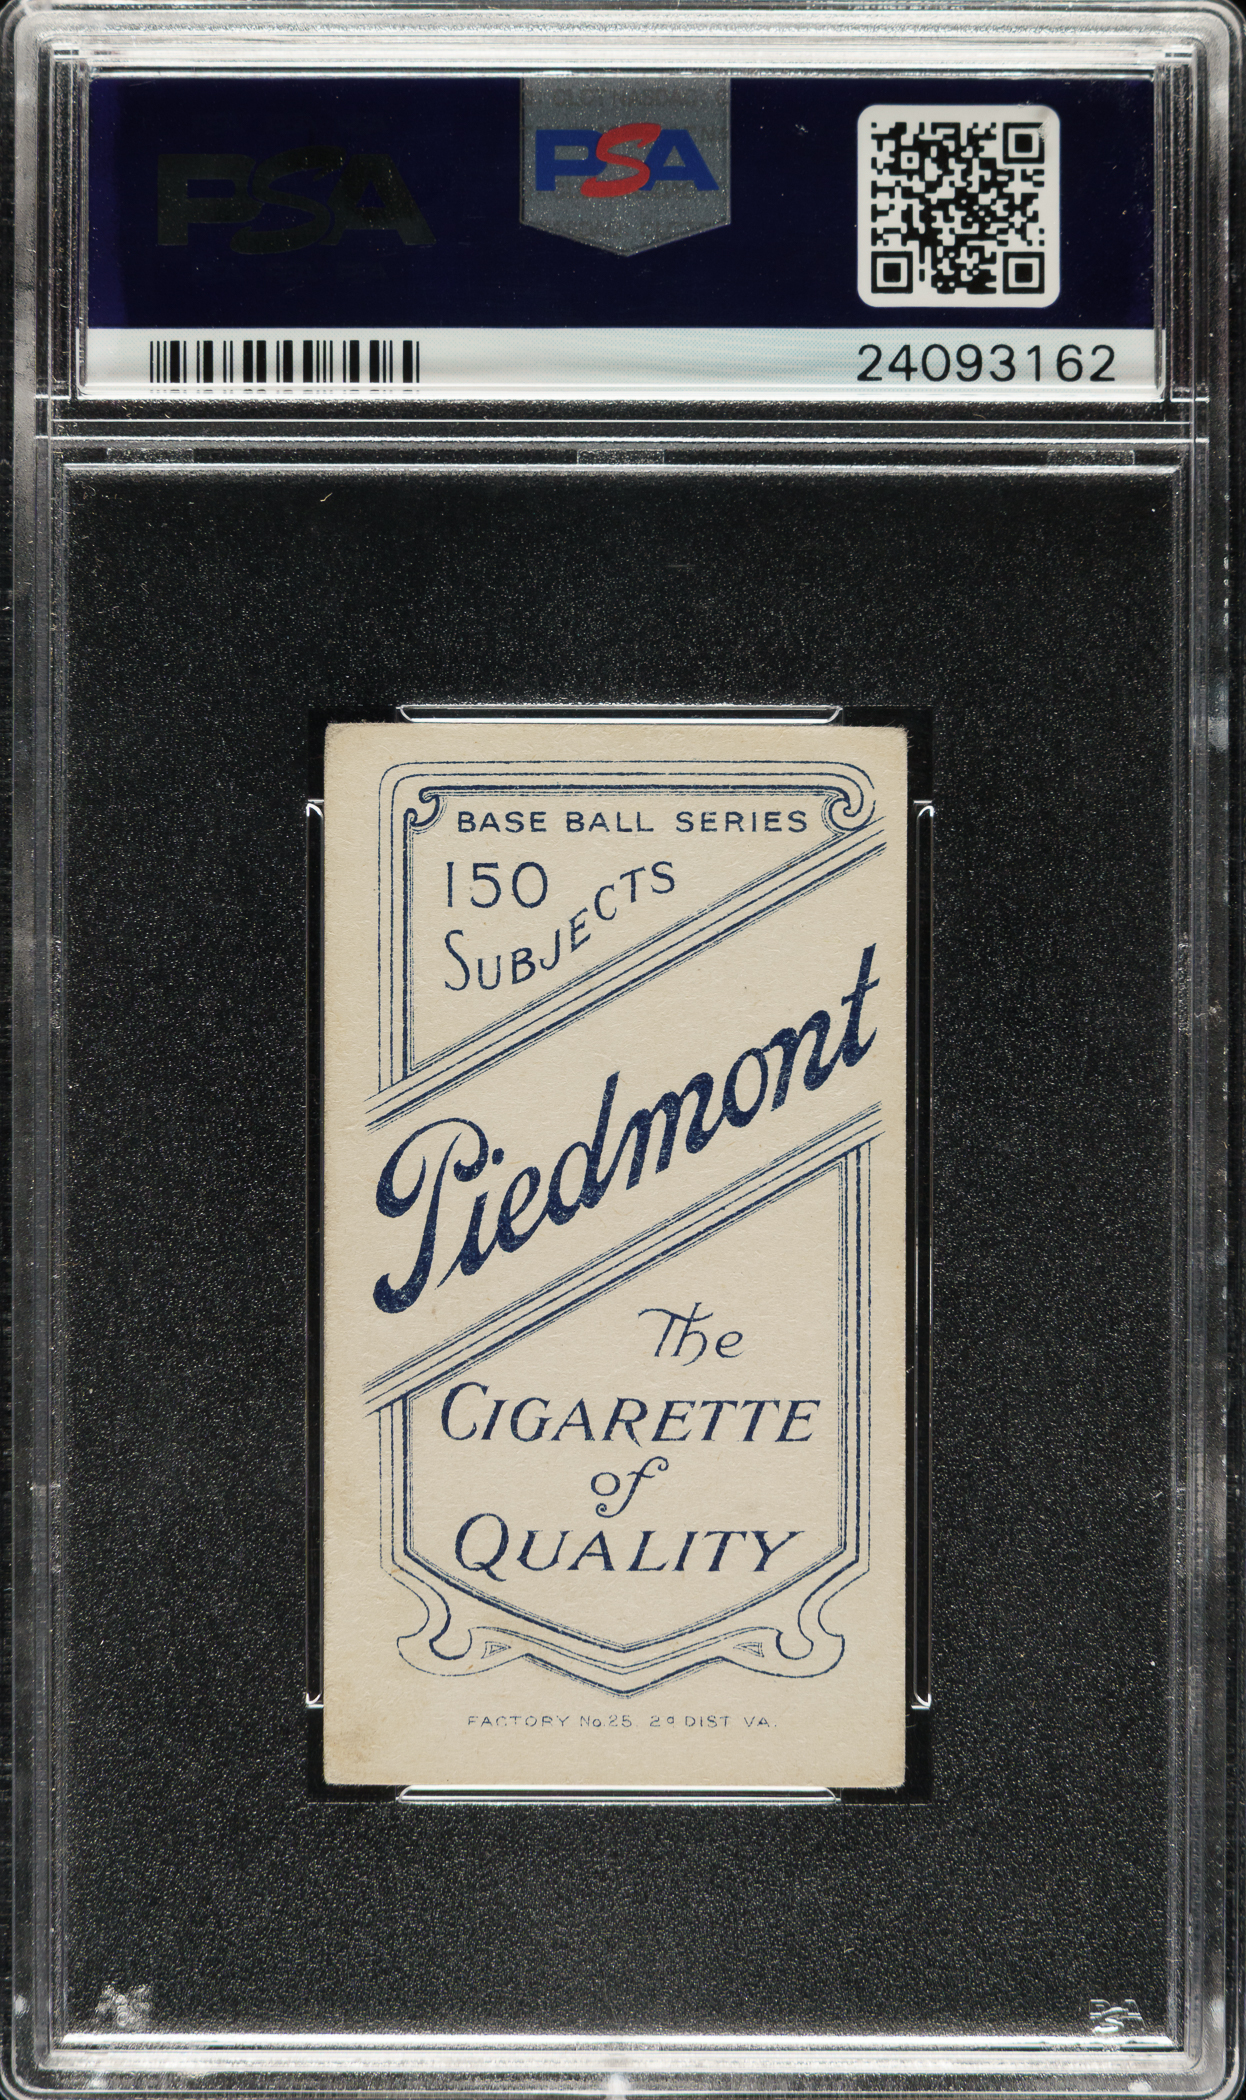 PSA
PSA
24093162
BASE BALL SERIES
150
SUBJECTS
Piedmont
The
CIGARETTE
of
QUALITY
FACTORY No. 25 2d DIST VA.
PSA